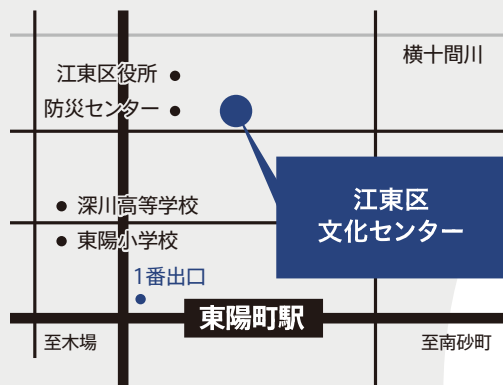 横十間川
江東区役所
防災センター
江東区
文化センター
深川高等学校
東陽小学校
1番出口
東陽町駅
至木場
至南砂町